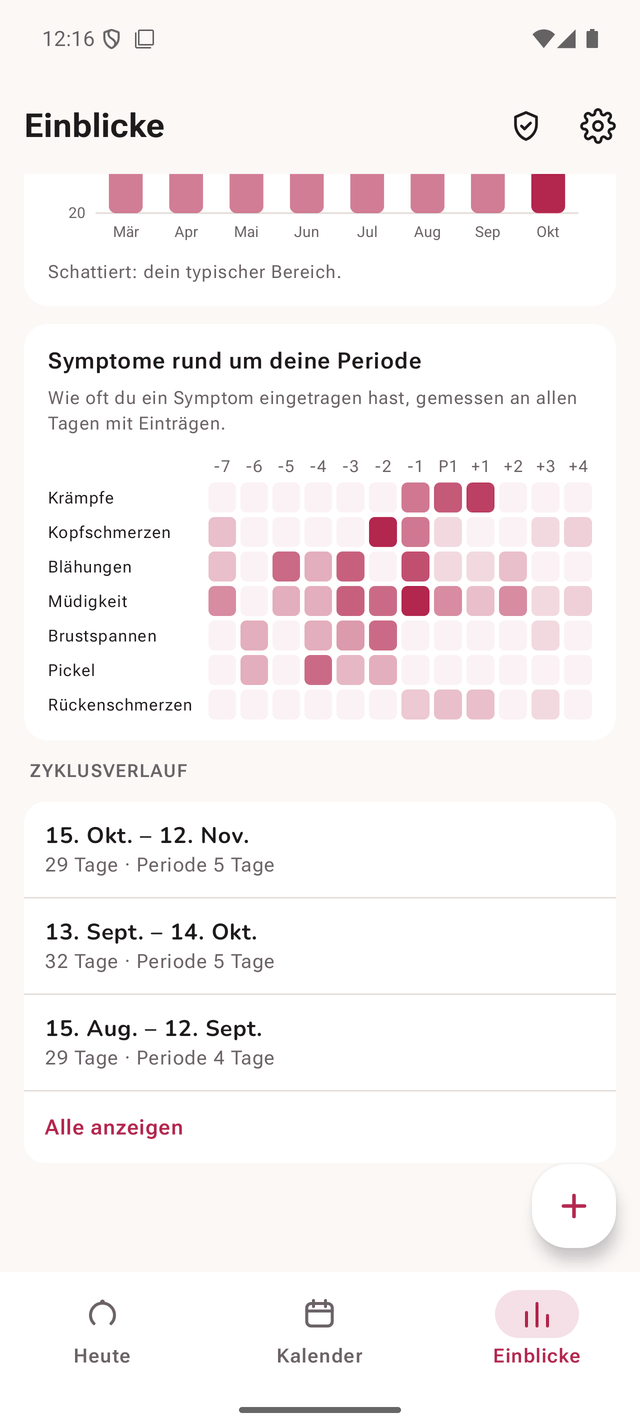 12:16
Einblicke
20
Mär Apr Mai Jun Jul Aug Sep Okt
Schattiert: dein typischer Bereich.
Symptome rund um deine Periode
Wie oft du ein Symptom eingetragen hast, gemessen an allen
Tagen mit Einträgen.
-7 -6 -5 -4 -3 -2 -1 P1 +1 +2 +3 +4
Krämpfe
Kopfschmerzen
Blähungen
Müdigkeit
Brustspannen
Pickel
Rückenschmerzen
ZYKLUSVERLAUF
15. Okt. – 12. Nov.
29 Tage · Periode 5 Tage
13. Sept. – 14. Okt.
32 Tage · Periode 5 Tage
15. Aug. – 12. Sept.
29 Tage · Periode 4 Tage
Alle anzeigen
Heute Kalender Einblicke